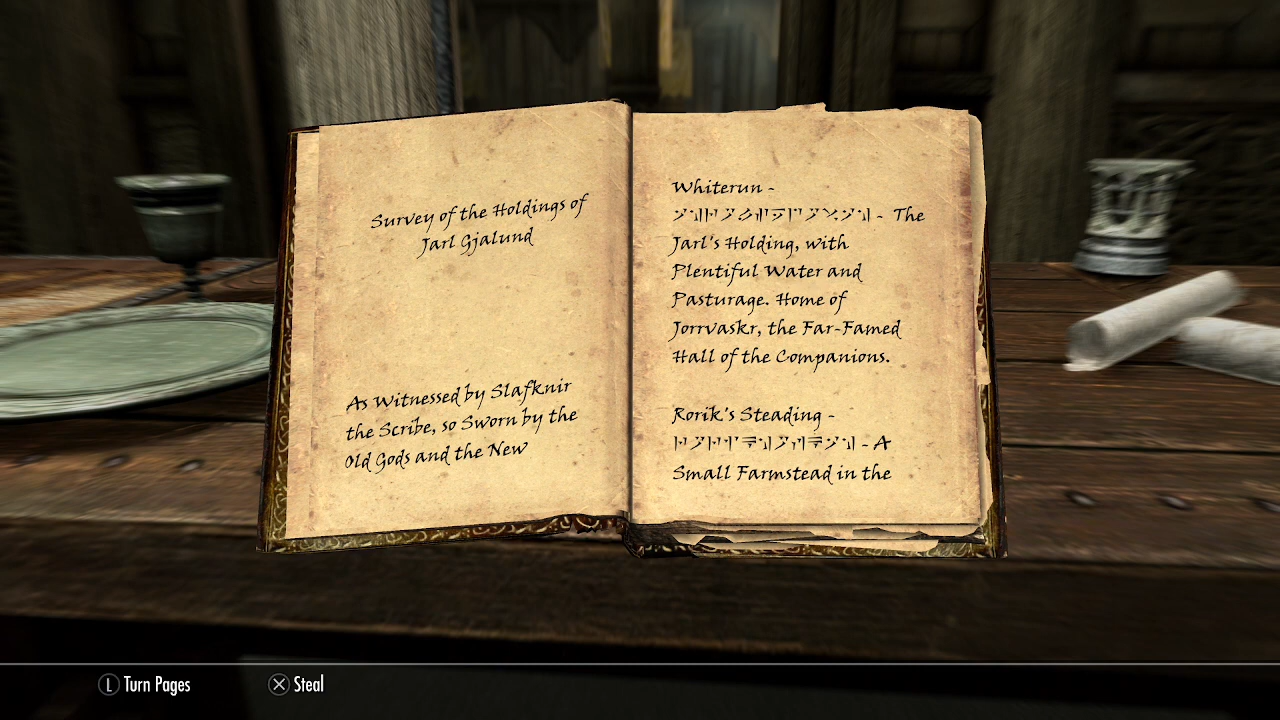 Survey of the Holdings of
Jarl Gjalund
As Witnessed by Slafknir
the Scribe, so Sworn by the
Old Gods and the New
Whiterun -
- The
Jarl's Holding, with
Plentiful Water and
Pasturage. Home of
Jorrvaskr, the Far-Famed
Hall of the Companions.
Rorik's Steading -
- A
Small Farmstead in the
L Turn Pages
X Steal